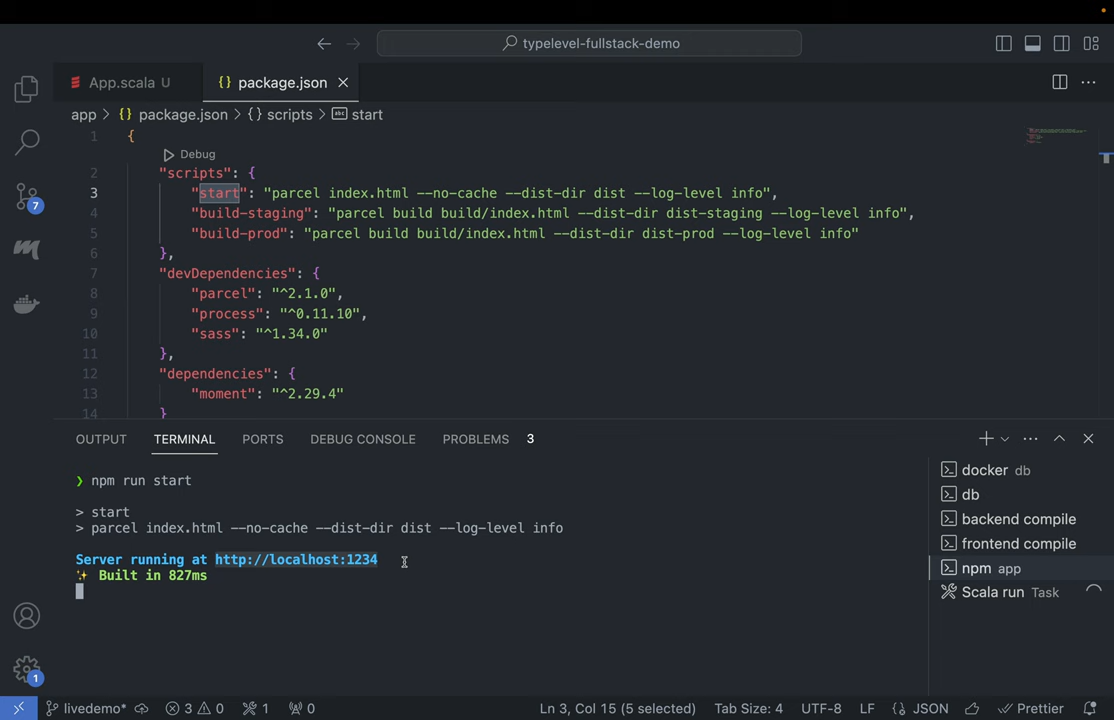 typelevel-fullstack-demo
App.scala U
{} package.json
app > {} package.json > {} scripts > abc start
1 {
Debug
2 "scripts": {
3 "start": "parcel index.html --no-cache --dist-dir dist --log-level info",
4 "build-staging": "parcel build build/index.html --dist-dir dist-staging --log-level info",
5 "build-prod": "parcel build build/index.html --dist-dir dist-prod --log-level info"
6 },
7 "devDependencies": {
8 "parcel": "^2.1.0",
9 "process": "^0.11.10",
10 "sass": "^1.34.0"
11 },
12 "dependencies": {
13 "moment": "^2.29.4"
14 }
7
OUTPUT TERMINAL PORTS DEBUG CONSOLE PROBLEMS 3
❯ npm run start
> start
> parcel index.html --no-cache --dist-dir dist --log-level info
Server running at http://localhost:1234
✨ Built in 827ms
docker db
db
backend compile
frontend compile
npm app
Scala run Task
1
livedemo* 3 0 1 0 Ln 3, Col 15 (5 selected) Tab Size: 4 UTF-8 LF {} JSON Prettier